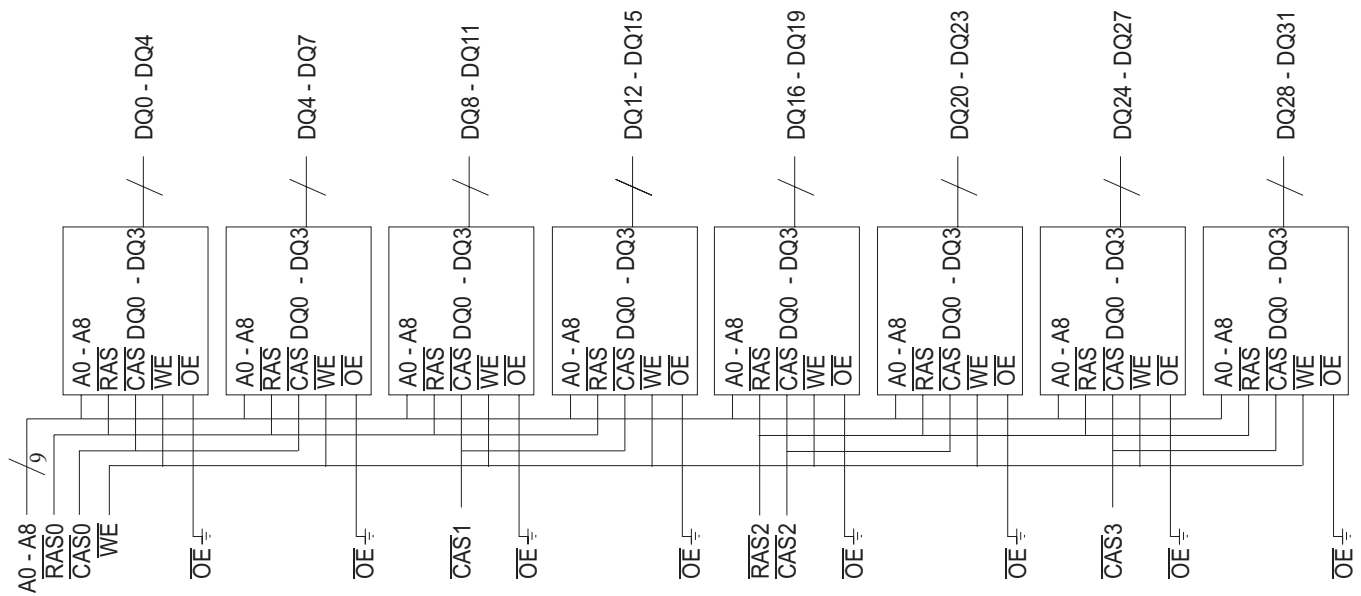 A0 - A8
9
RAS0
CAS0
WE
OE
A0 - A8
RAS
CAS DQ0 - DQ3
WE
OE
DQ0 - DQ4
OE
A0 - A8
RAS
CAS DQ0 - DQ3
WE
OE
DQ4 - DQ7
CAS1
OE
A0 - A8
RAS
CAS DQ0 - DQ3
WE
OE
DQ8 - DQ11
OE
A0 - A8
RAS
CAS DQ0 - DQ3
WE
OE
DQ12 - DQ15
RAS2
CAS2
OE
A0 - A8
RAS
CAS DQ0 - DQ3
WE
OE
DQ16 - DQ19
OE
A0 - A8
RAS
CAS DQ0 - DQ3
WE
OE
DQ20 - DQ23
CAS3
OE
A0 - A8
RAS
CAS DQ0 - DQ3
WE
OE
DQ24 - DQ27
OE
A0 - A8
RAS
CAS DQ0 - DQ3
WE
OE
DQ28 - DQ31